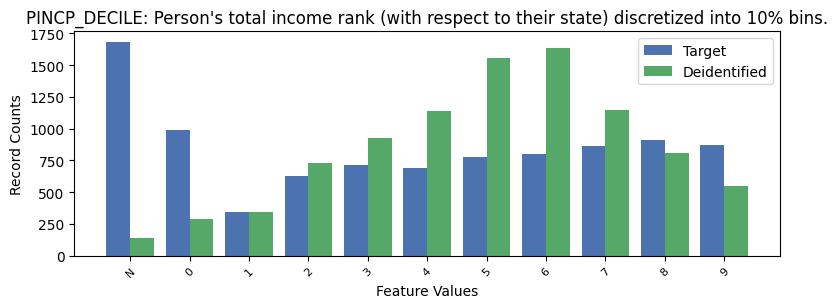 PINCP_DECILE: Person's total income rank (with respect to their state) discretized into 10% bins.
Target
Deidentified
Record Counts
1750
1500
1250
1000
750
500
250
0
N 0 1 2 3 4 5 6 7 8 9
Feature Values